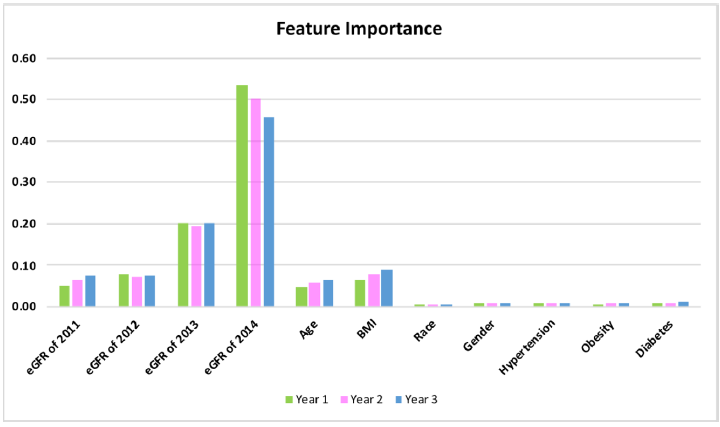 Feature Importance
0.60
0.50
0.40
0.30
0.20
0.10
0.00
eGFR of 2011
eGFR of 2012
eGFR of 2013
eGFR of 2014
Age
BMI
Race
Gender
Hypertension
Obesity
Diabetes
Year 1 Year 2 Year 3